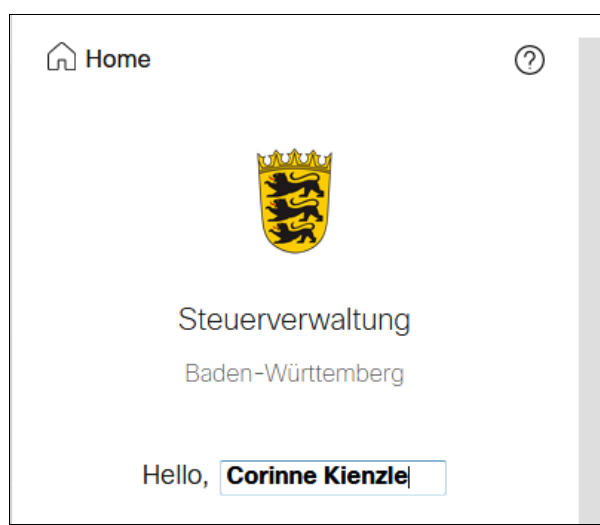 Home
Steuerverwaltung
Baden-Württemberg
Hello, Corinne Kienzle